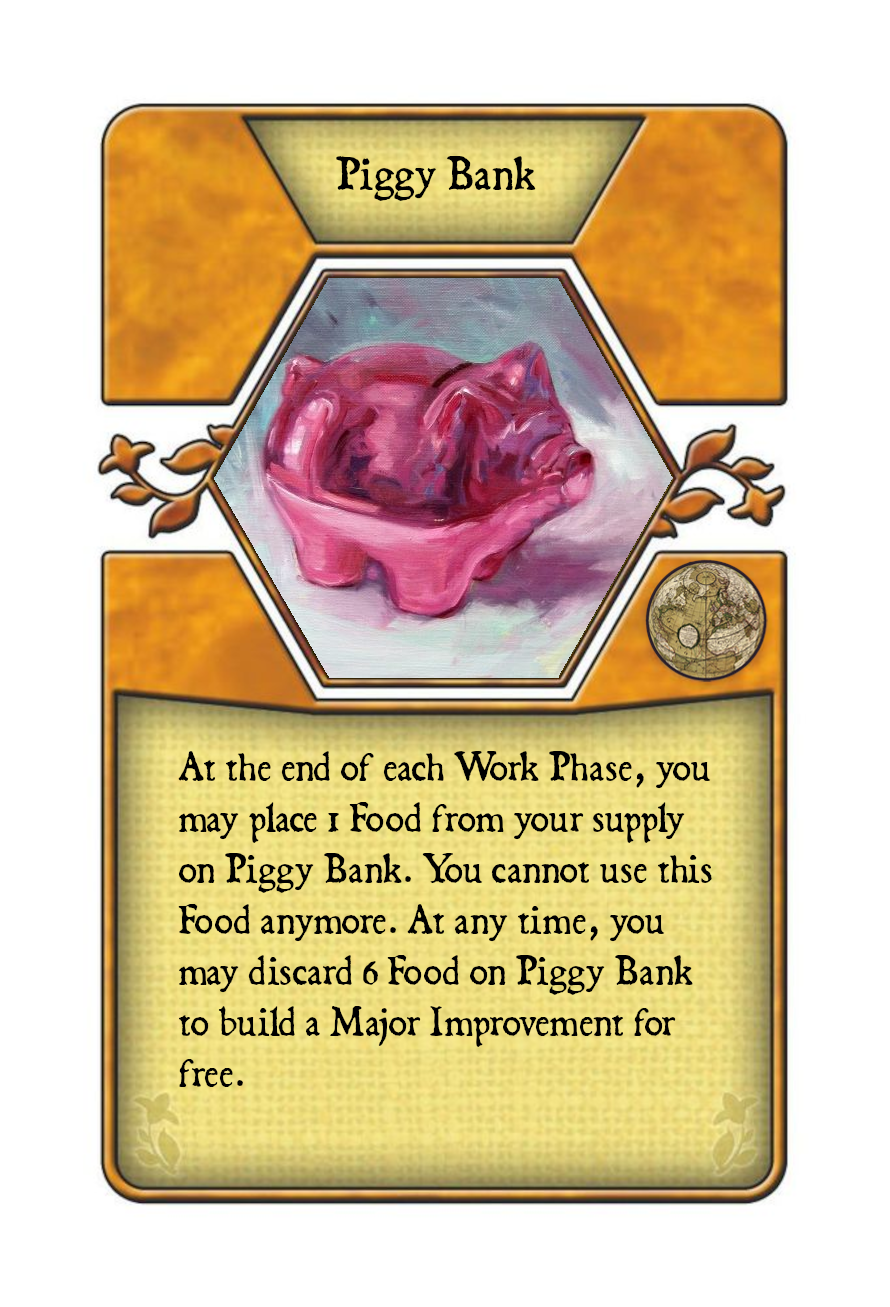 Piggy Bank
At the end of each Work Phase, you
may place 1 Food from your supply
on Piggy Bank. You cannot use this
Food anymore. At any time, you
may discard 6 Food on Piggy Bank
to build a Major Improvement for
free.